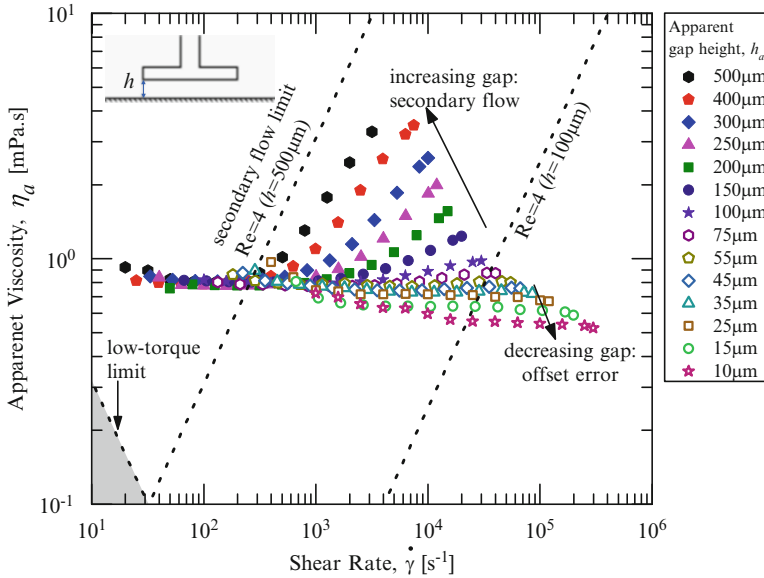 10¹
10⁰
10⁻¹
Apparenet Viscosity, ηₐ [mPa.s]
h
secondary flow limit
Re=4 (h=500μm)
increasing gap:
secondary flow
Re=4 (h=100μm)
low-torque
limit
decreasing gap:
offset error
10¹ 10² 10³ 10⁴ 10⁵ 10⁶
Shear Rate, γ̇ [s⁻¹]
Apparent
gap height, hₐ
500μm
400μm
300μm
250μm
200μm
150μm
100μm
75μm
55μm
45μm
35μm
25μm
15μm
10μm